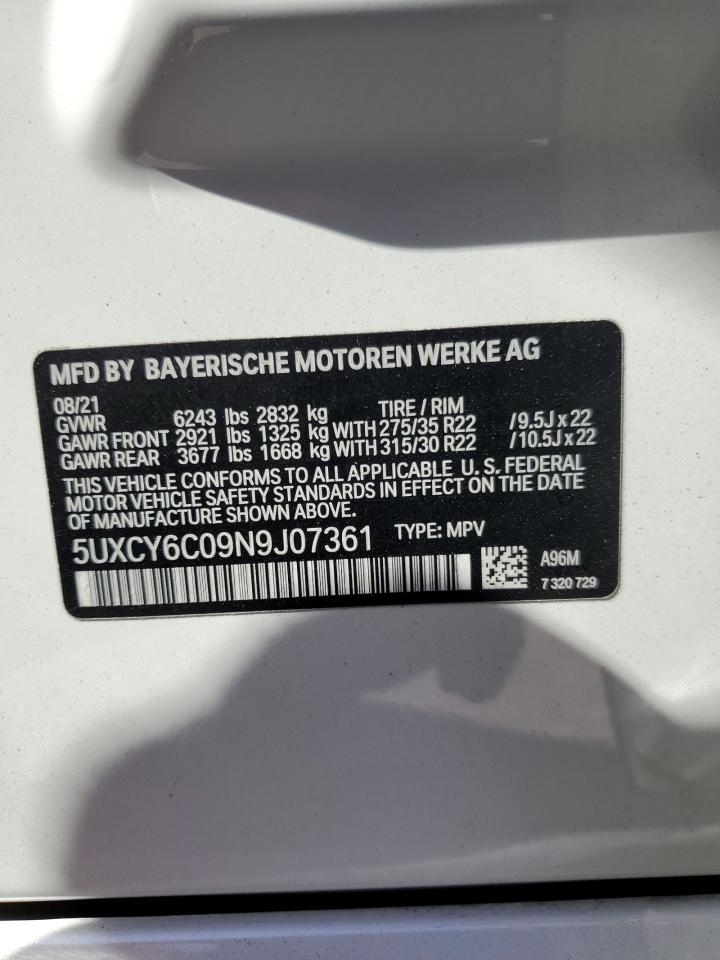 MFD BY BAYERISCHE MOTOREN WERKE AG
08/21
GVWR 6243 lbs 2832 kg TIRE / RIM
GAWR FRONT 2921 lbs 1325 kg WITH 275/35 R22 /9.5J x 22
GAWR REAR 3677 lbs 1668 kg WITH 315/30 R22 /10.5J x 22
THIS VEHICLE CONFORMS TO ALL APPLICABLE U. S. FEDERAL
MOTOR VEHICLE SAFETY STANDARDS IN EFFECT ON THE DATE
OF MANUFACTURE SHOWN ABOVE.
5UXCY6C09N9J07361 TYPE: MPV
A96M
7 320 729